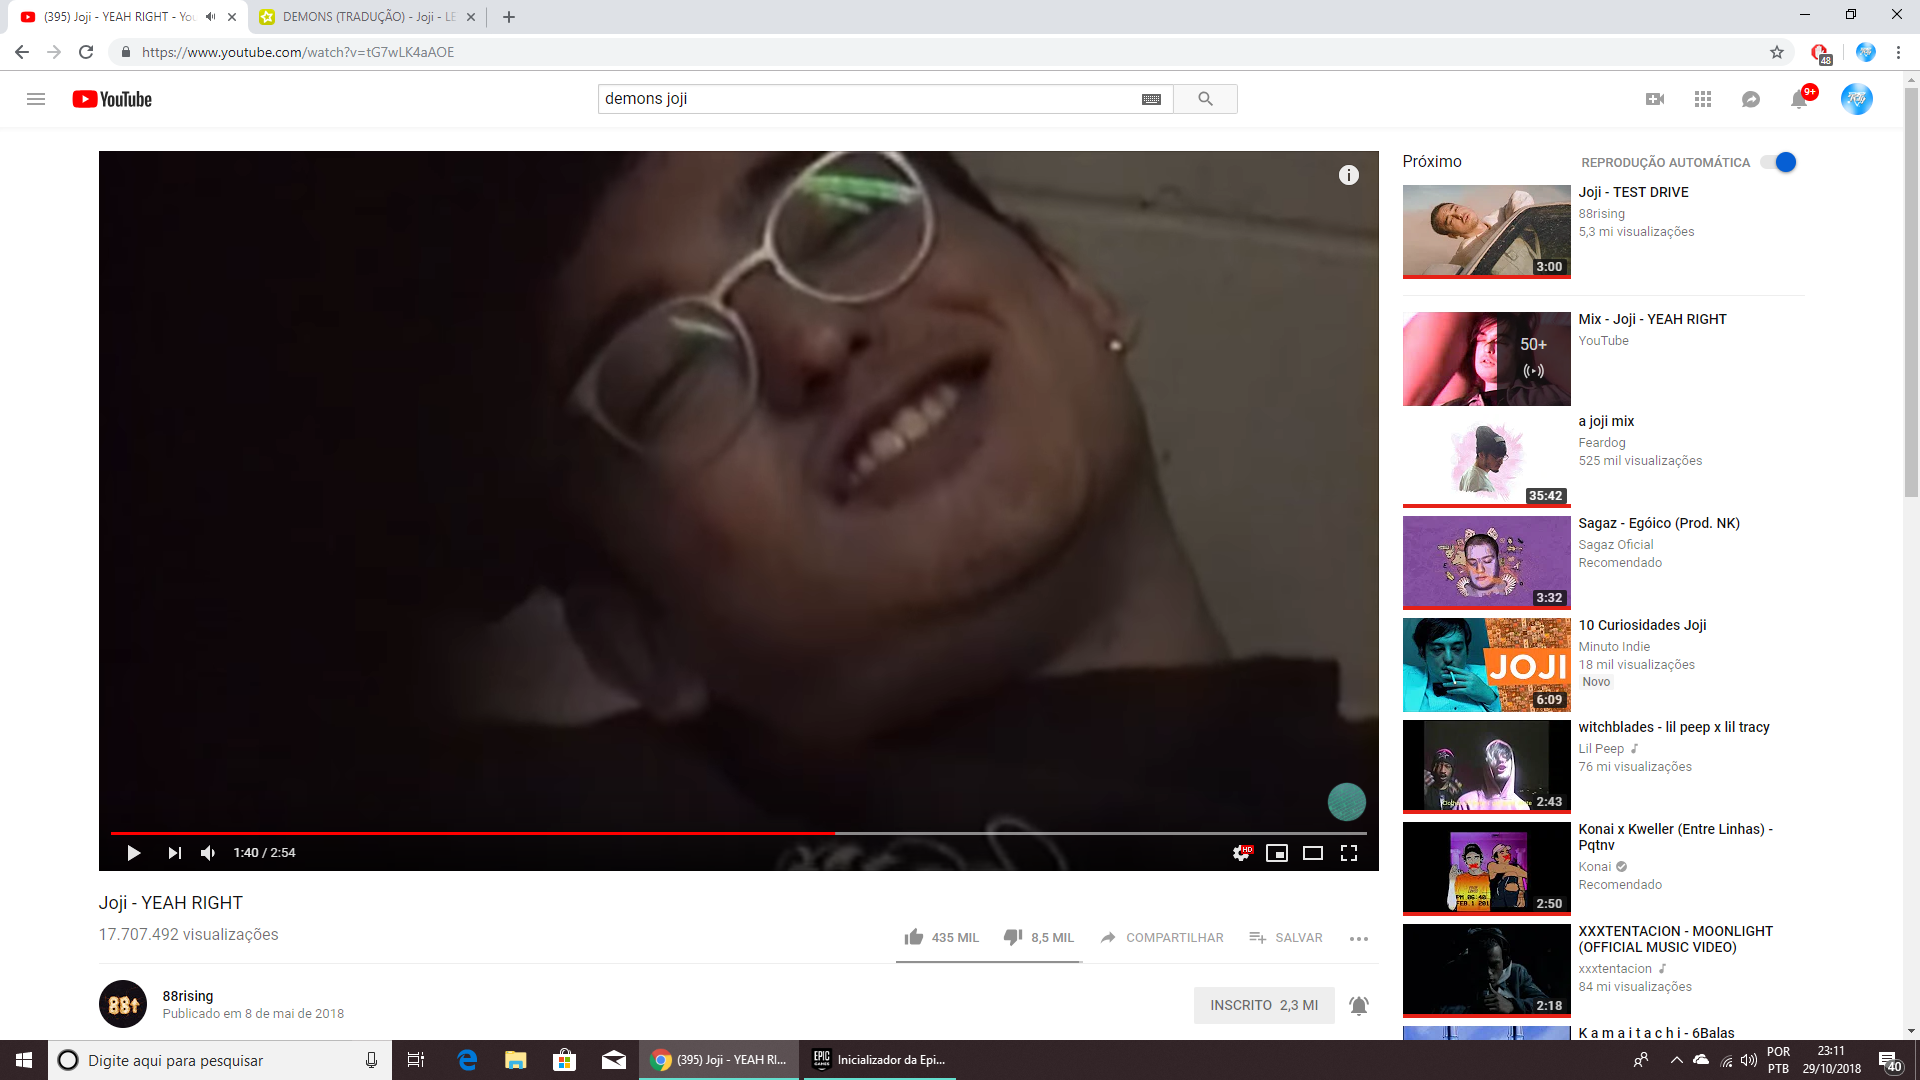 (395) Joji - YEAH RIGHT - You
DEMONS (TRADUÇÃO) - Joji - LE
https://www.youtube.com/watch?v=tG7wLK4aAOE
48
YouTube
demons joji
9+
Próximo
REPRODUÇÃO AUTOMÁTICA
Joji - TEST DRIVE
88rising
5,3 mi visualizações
3:00
Mix - Joji - YEAH RIGHT
YouTube
50+
a joji mix
Feardog
525 mil visualizações
35:42
Sagaz - Egóico (Prod. NK)
Sagaz Oficial
Recomendado
3:32
10 Curiosidades Joji
Minuto Indie
18 mil visualizações
Novo
JOJI
6:09
witchblades - lil peep x lil tracy
Lil Peep
76 mi visualizações
2:43
Konai x Kweller (Entre Linhas) -
Pqtnv
Konai
Recomendado
2:50
XXXTENTACION - MOONLIGHT
(OFFICIAL MUSIC VIDEO)
xxxtentacion
84 mi visualizações
2:18
K a m a i t a c h i - 6Balas
1:40 / 2:54
HD
Joji - YEAH RIGHT
17.707.492 visualizações
435 MIL
8,5 MIL
COMPARTILHAR
SALVAR
88rising
Publicado em 8 de mai de 2018
INSCRITO 2,3 MI
Digite aqui para pesquisar
(395) Joji - YEAH RI...
EPIC GAMES
Inicializador da Epi...
POR
PTB
23:11
29/10/2018
40